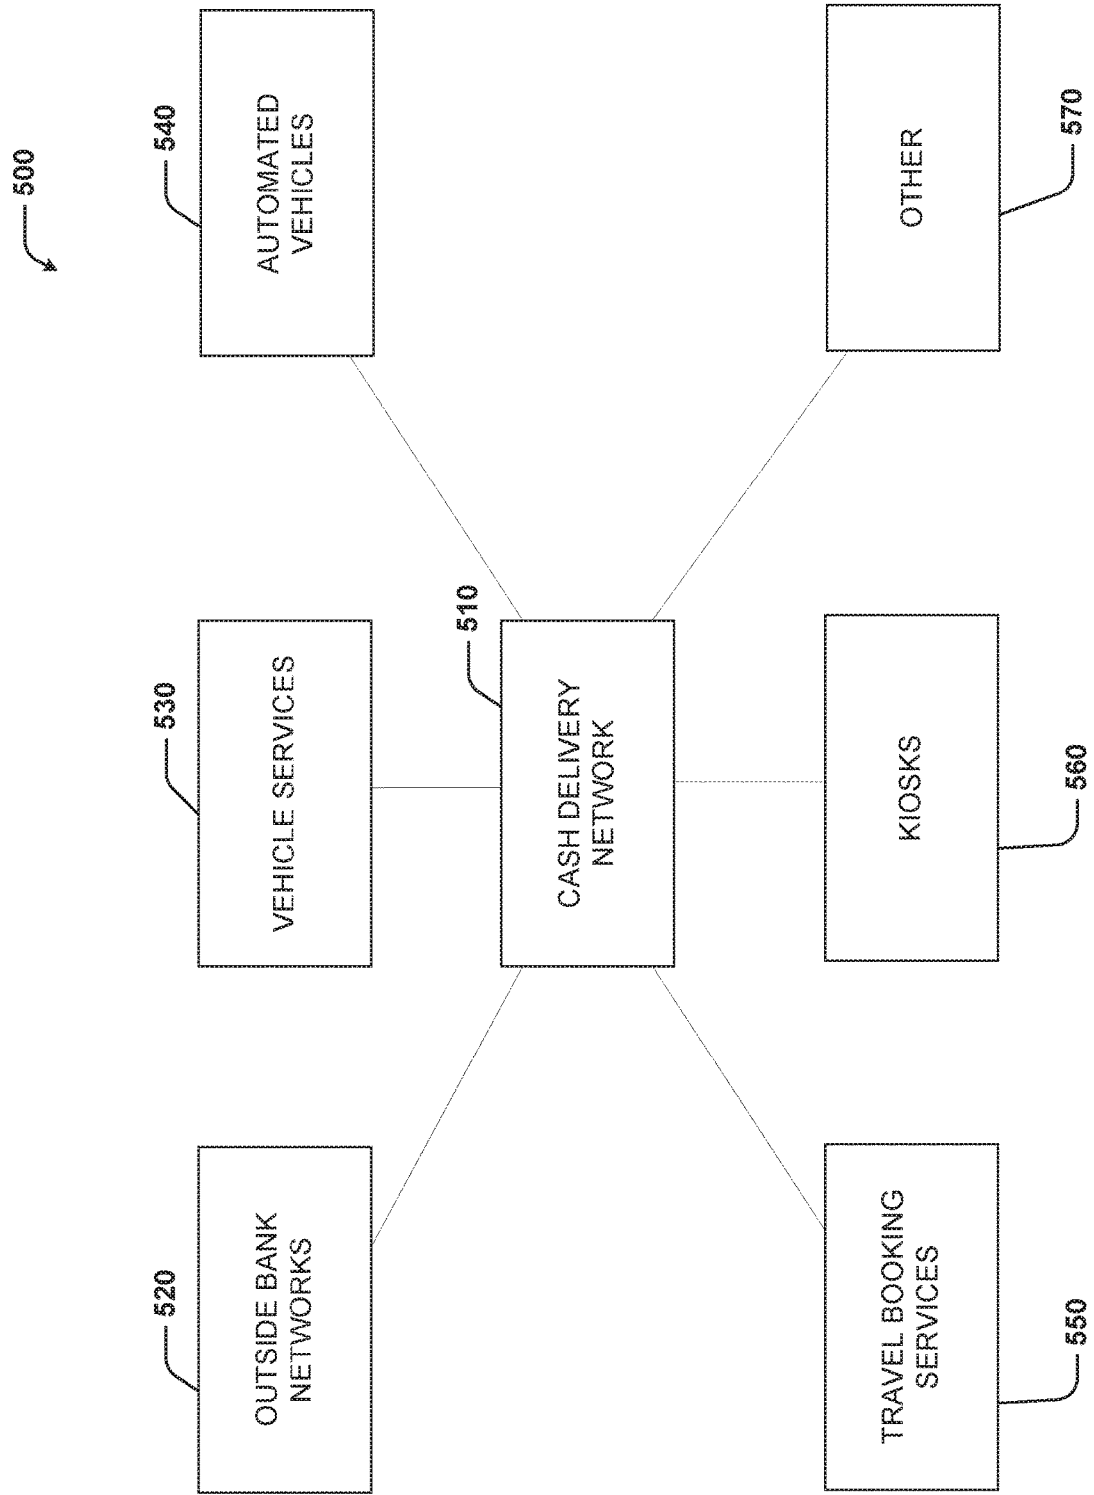 500
520
530
540
OUTSIDE BANK
NETWORKS
VEHICLE SERVICES
AUTOMATED
VEHICLES
510
CASH DELIVERY
NETWORK
TRAVEL BOOKING
SERVICES
KIOSKS
OTHER
550
560
570